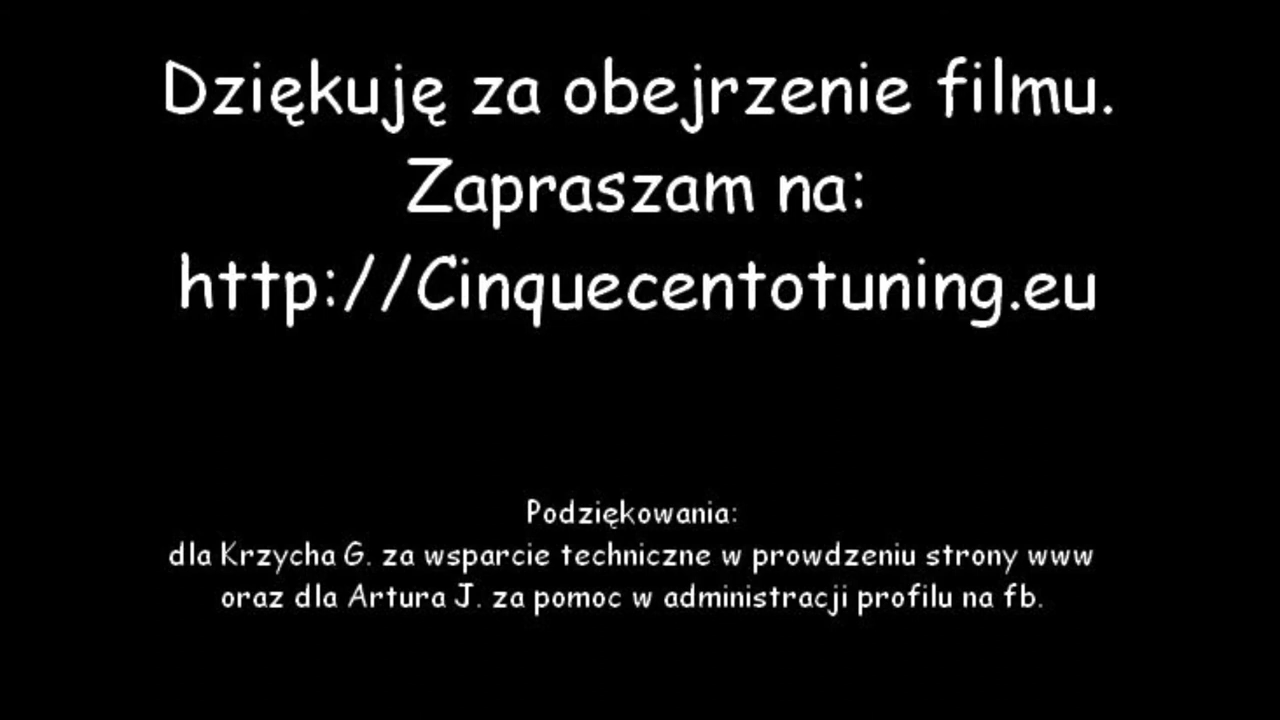 Dziękuję za obejrzenie filmu.
Zapraszam na:
http://Cinquecentotuning.eu
Podziękowania:
dla Krzycha G. za wsparcie techniczne w prowdzeniu strony www
oraz dla Artura J. za pomoc w administracji profilu na fb.